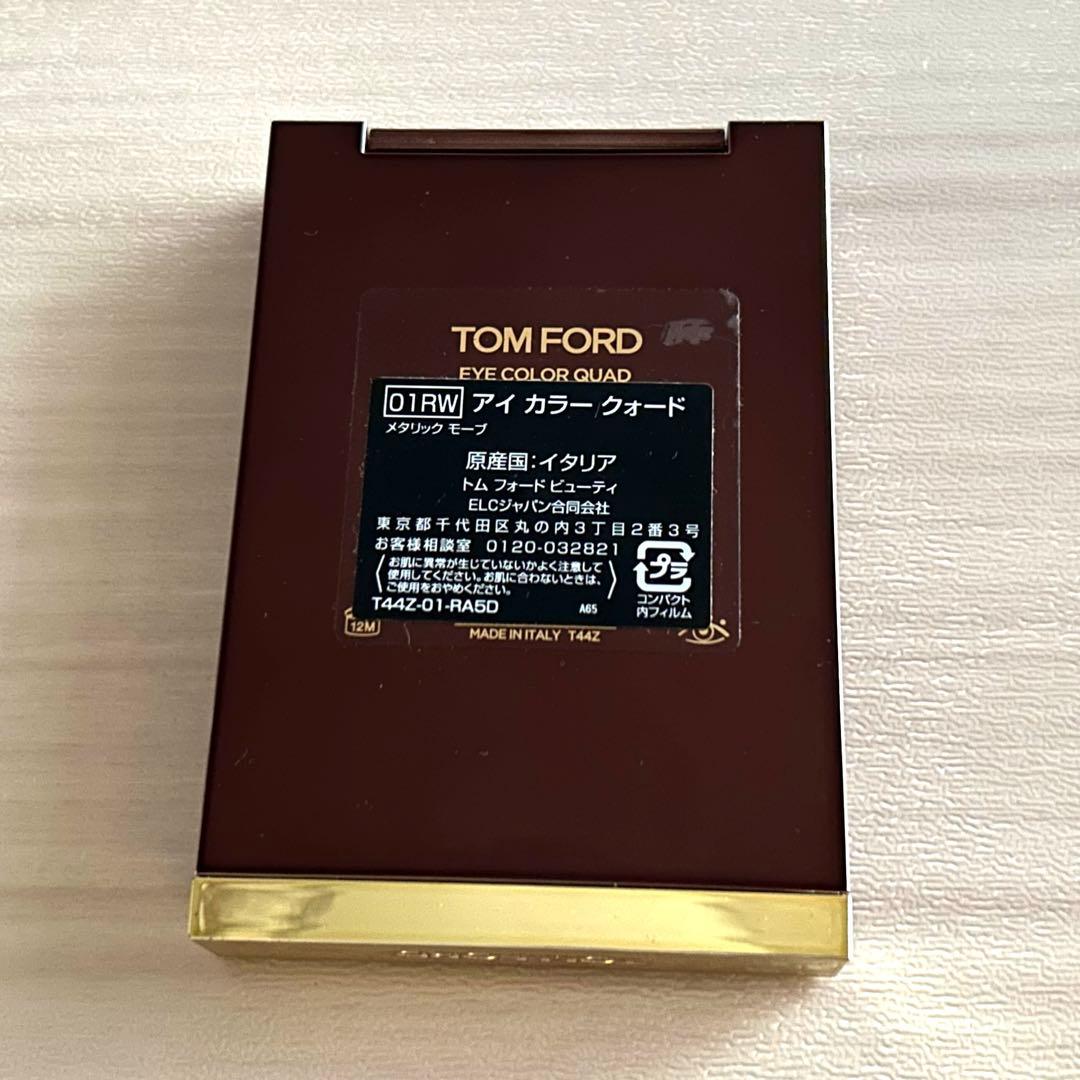 TOM FORD
EYE COLOR QUAD
01RW アイ カラー クォード
メタリック モーブ
原産国:イタリア
トム フォード ビューティ
ELCジャパン合同会社
東京都千代田区丸の内3丁目2番3号
お客様相談室 0120-032821
お肌に異常が生じていないかよく注意して
使用してください。お肌に合わないときは、
ご使用をおやめください。
プラ
コンパクト
内フィルム
T44Z-01-RA5D A65
12M
MADE IN ITALY T44Z